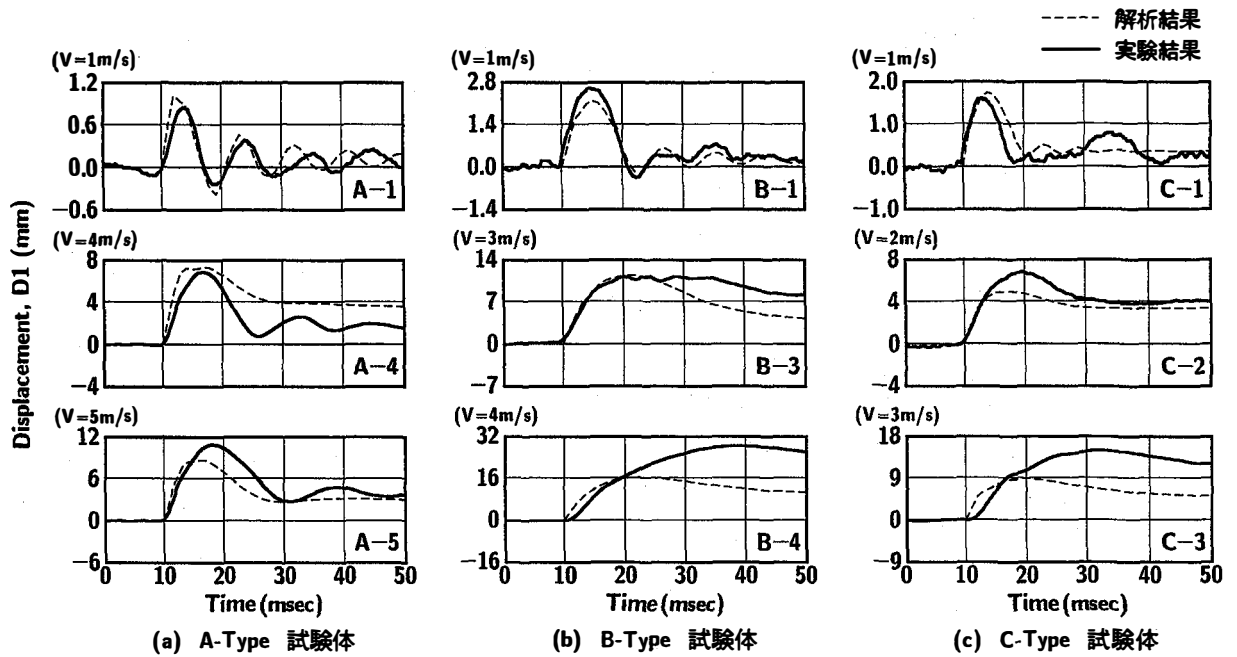 解析結果
実験結果
Displacement, D1 (mm)
(V=1m/s)
1.2
0.6
0.0
−0.6
A−1
(V=4m/s)
8
4
0
−4
A−4
(V=5m/s)
12
6
0
−6
A−5
0 10 20 30 40 50
Time (msec)
(a) A-Type 試験体
(V=1m/s)
2.8
1.4
0.0
−1.4
B−1
(V=3m/s)
14
7
0
−7
B−3
(V=4m/s)
32
16
0
−16
B−4
0 10 20 30 40 50
Time (msec)
(b) B-Type 試験体
(V=1m/s)
2.0
1.0
0.0
−1.0
C−1
(V=2m/s)
8
4
0
−4
C−2
(V=3m/s)
18
9
0
−9
C−3
0 10 20 30 40 50
Time (msec)
(c) C-Type 試験体